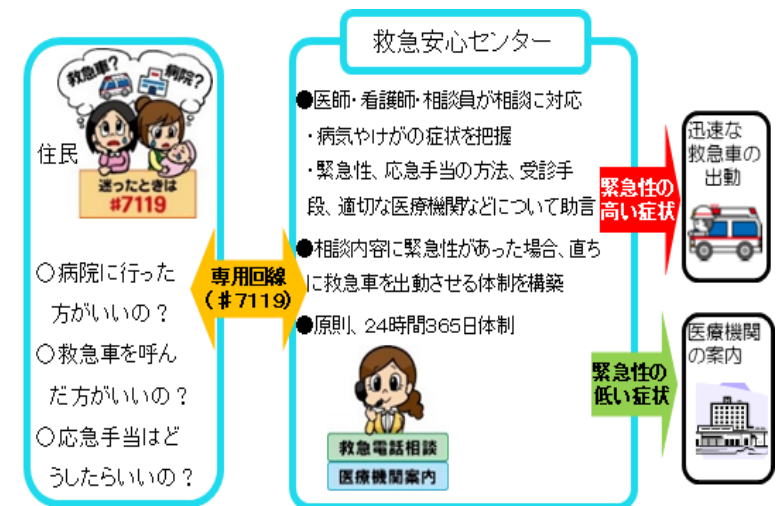 救急車？
病院？
住民
迷ったときは
#7119
○病院に行った
方がいいの？
○救急車を呼ん
だ方がいいの？
○応急手当はど
うしたらいいの？
専用回線
（＃7119）
救急安心センター
●医師・看護師・相談員が相談に対応
・病気やけがの症状を把握
・緊急性、応急手当の方法、受診手
段、適切な医療機関などについて助言
●相談内容に緊急性があった場合、直ち
に救急車を出動させる体制を構築
●原則、24時間365日体制
救急電話相談
医療機関案内
緊急性の
高い症状
迅速な
救急車の
出動
緊急性の
低い症状
医療機関
の案内